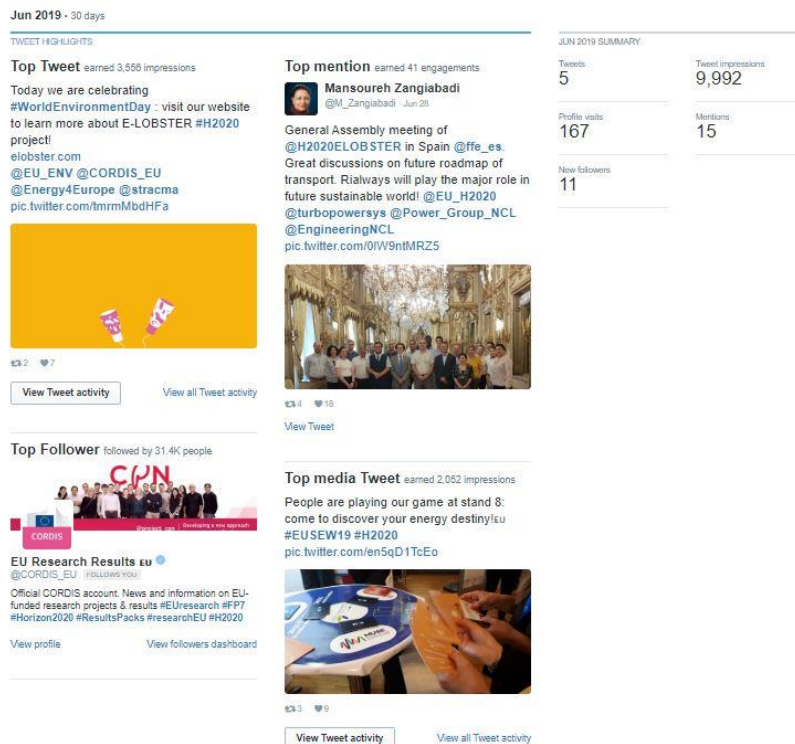 Jun 2019 • 30 days
TWEET HIGHLIGHTS
Top Tweet earned 3,556 impressions
Today we are celebrating
#WorldEnvironmentDay : visit our website
to learn more about E-LOBSTER #H2020
project!
elobster.com
@EU_ENV @CORDIS_EU
@Energy4Europe @stracma
pic.twitter.com/tmrmMbdHFa
2 7
View Tweet activity View all Tweet activity
Top Follower followed by 31.4K people
CORDIS
@project_cpn Developing a new approach
EU Research Results EU
@CORDIS_EU FOLLOWS YOU
Official CORDIS account. News and information on EU-
funded research projects & results #EUresearch #FP7
#Horizon2020 #ResultsPacks #researchEU #H2020
View profile View followers dashboard
Top mention earned 41 engagements
Mansoureh Zangiabadi
@M_Zangiabadi · Jun 28
General Assembly meeting of
@H2020ELOBSTER in Spain @ffe_es.
Great discussions on future roadmap of
transport. Rialways will play the major role in
future sustainable world! @EU_H2020
@turbopowersys @Power_Group_NCL
@EngineeringNCL
pic.twitter.com/0IW9ntMRZ5
4 16
View Tweet
Top media Tweet earned 2,052 impressions
People are playing our game at stand 8:
come to discover your energy destiny!EU
#EUSEW19 #H2020
pic.twitter.com/en5qD1TcEo
3 9
View Tweet activity View all Tweet activity
JUN 2019 SUMMARY
Tweets
5
Tweet impressions
9,992
Profile visits
167
Mentions
15
New followers
11